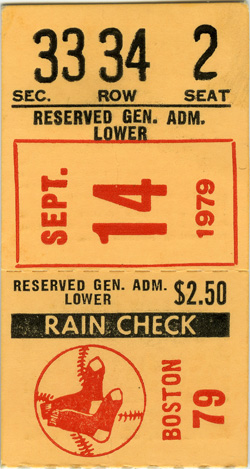 33 34 2
SEC. ROW SEAT
RESERVED GEN. ADM.
LOWER
SEPT.
14
1979
RESERVED GEN. ADM.
LOWER
$2.50
RAIN CHECK
BOSTON
79